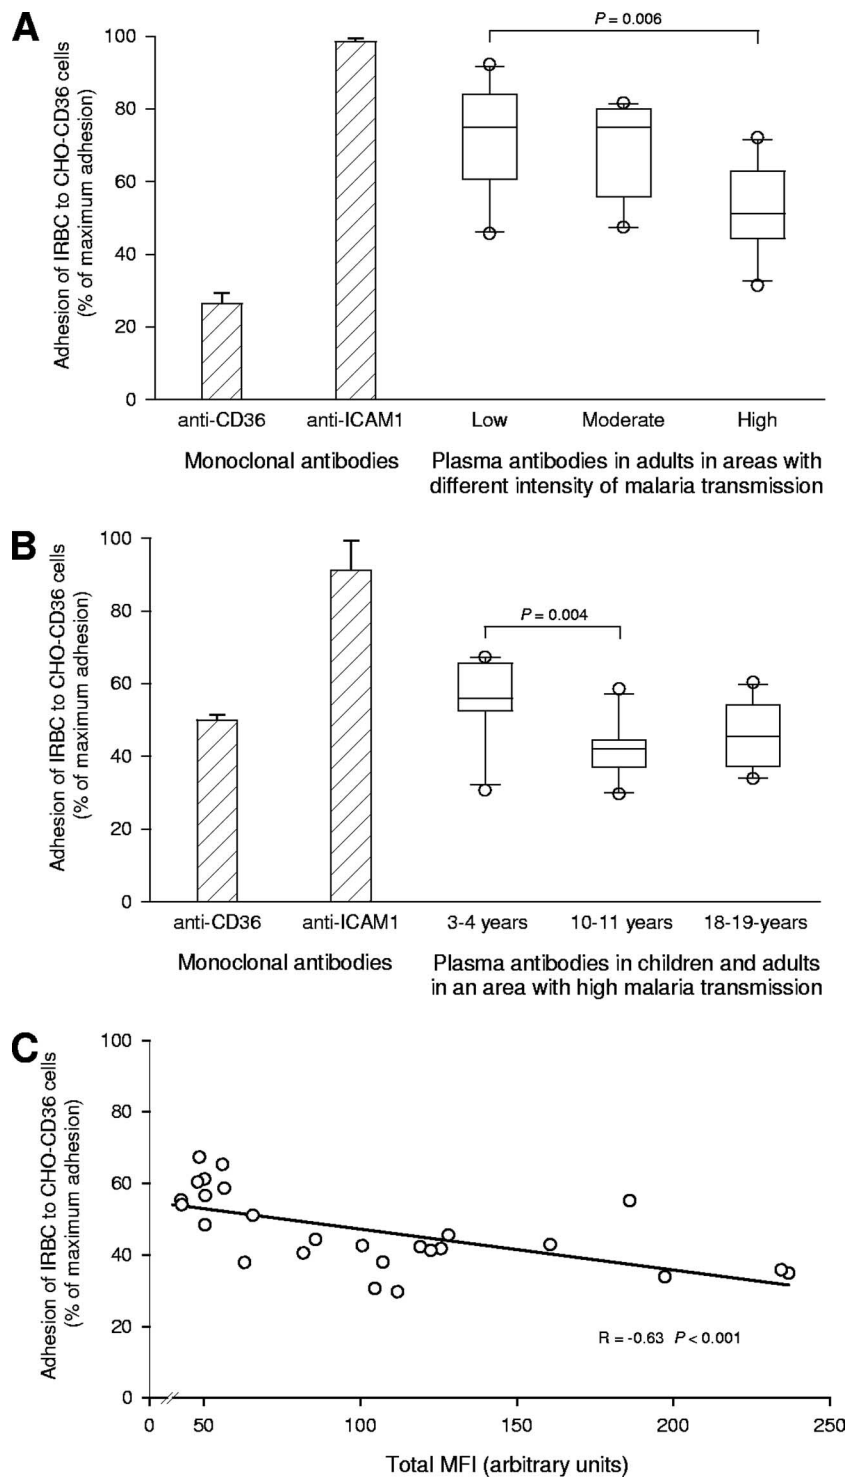 A
Adhesion of IRBC to CHO-CD36 cells
(% of maximum adhesion)
100
80
60
40
20
0
P = 0.006
anti-CD36 anti-ICAM1 Low Moderate High
Monoclonal antibodies
Plasma antibodies in adults in areas with
different intensity of malaria transmission
B
Adhesion of IRBC to CHO-CD36 cells
(% of maximum adhesion)
100
80
60
40
20
0
P = 0.004
anti-CD36 anti-ICAM1 3-4 years 10-11 years 18-19-years
Monoclonal antibodies
Plasma antibodies in children and adults
in an area with high malaria transmission
C
Adhesion of IRBC to CHO-CD36 cells
(% of maximum adhesion)
100
80
60
40
20
0
R = -0.63 P < 0.001
0 50 100 150 200 250
Total MFI (arbitrary units)